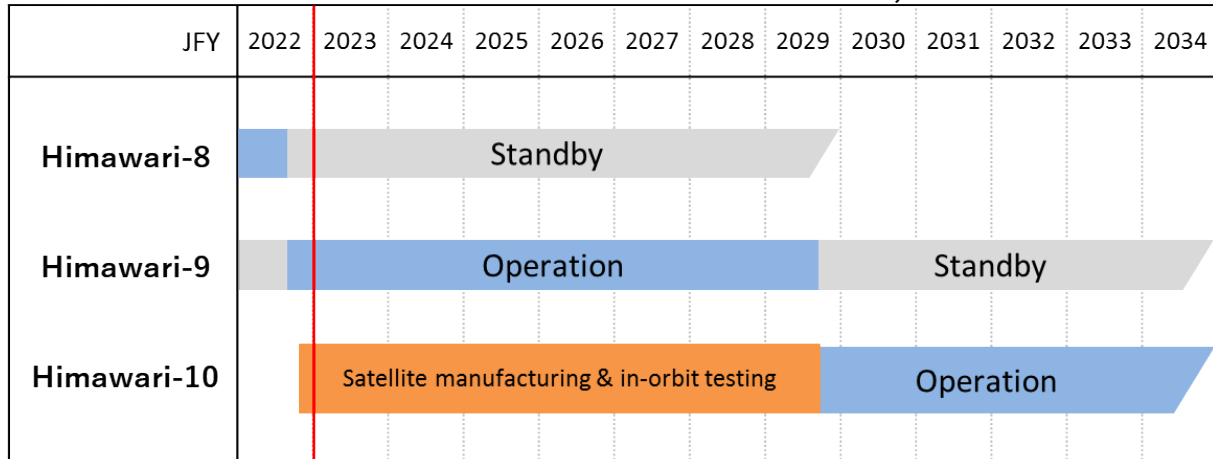 JFY 2022 2023 2024 2025 2026 2027 2028 2029 2030 2031 2032 2033 2034
Himawari-8 Standby
Himawari-9 Operation Standby
Himawari-10 Satellite manufacturing & in-orbit testing Operation